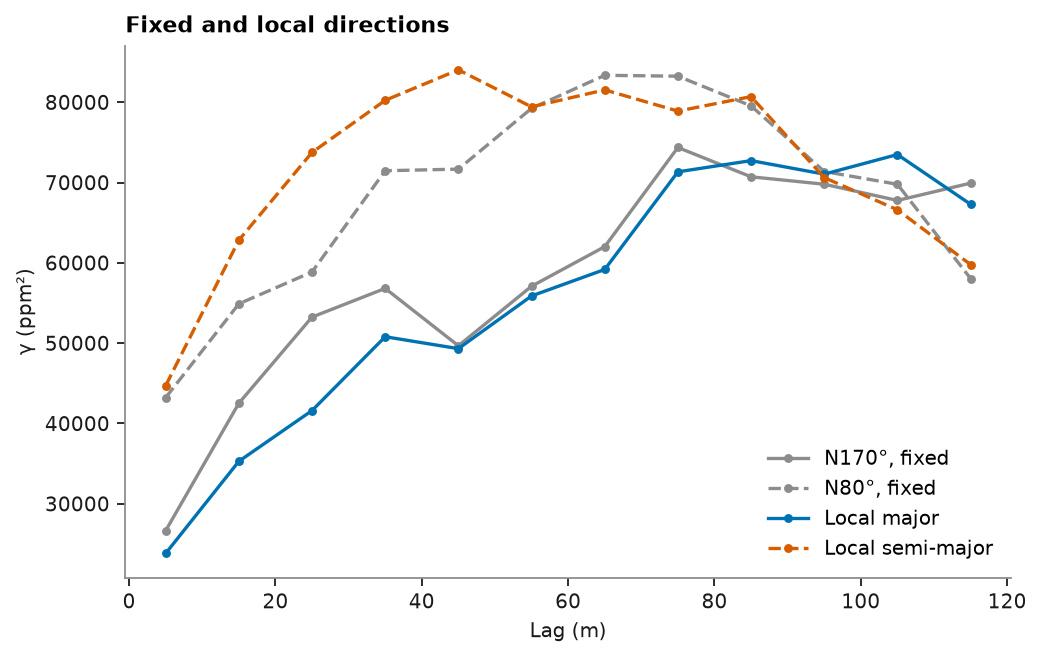 Fixed and local directions
γ (ppm²)
80000
70000
60000
50000
40000
30000
0 20 40 60 80 100 120
Lag (m)
N170°, fixed
N80°, fixed
Local major
Local semi-major